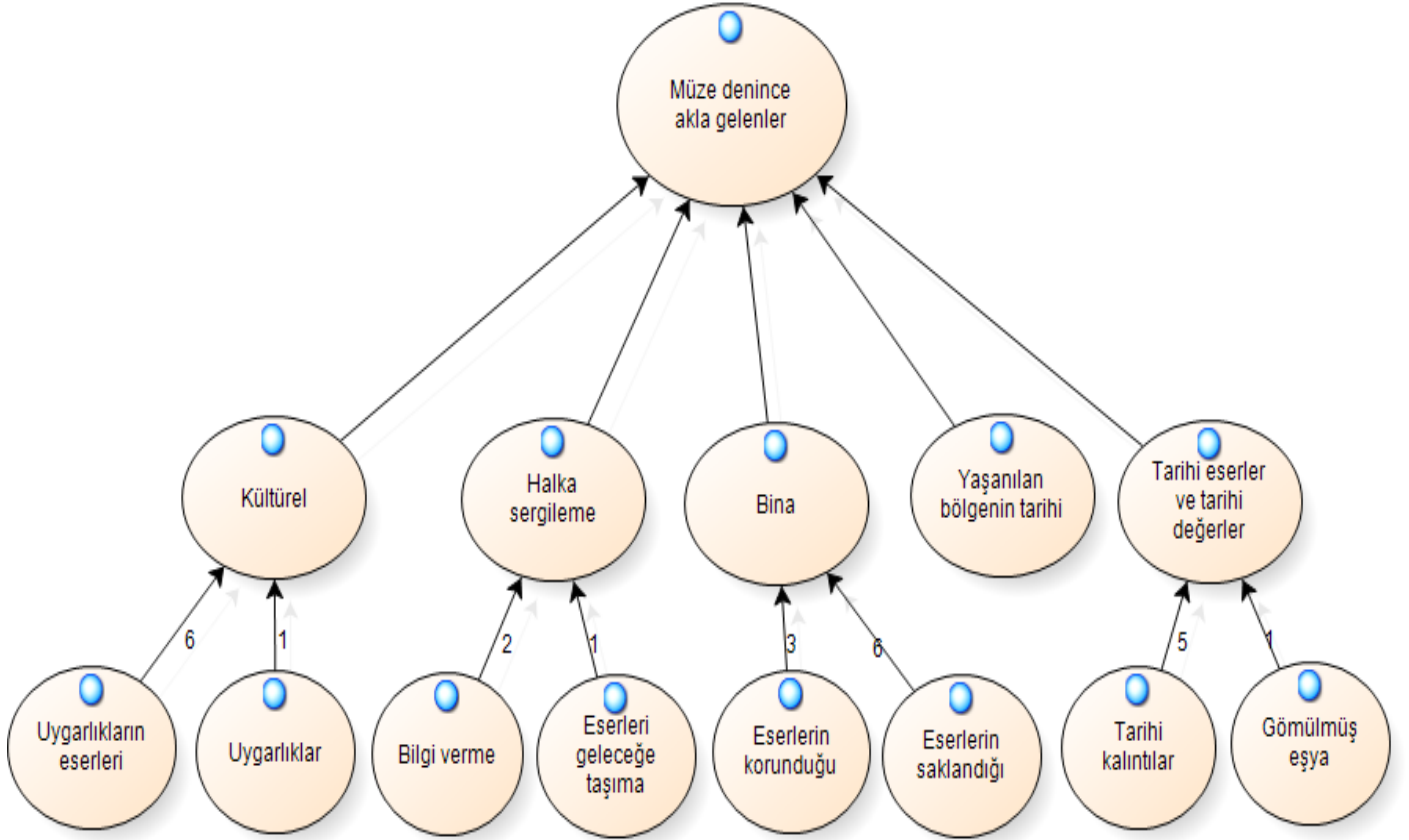 Müze denince
akla gelenler
Kültürel
Halka
sergileme
Bina
Yaşanılan
bölgenin tarihi
Tarihi eserler
ve tarihi
değerler
6
1
2
1
3
6
5
1
Uygarlıkların
eserleri
Uygarlıklar
Bilgi verme
Eserleri
geleceğe
taşıma
Eserlerin
korunduğu
Eserlerin
saklandığı
Tarihi
kalıntılar
Gömülmüş
eşya